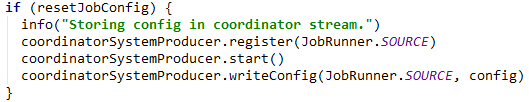 if (resetJobConfig) {
  info("Storing config in coordinator stream.")
  coordinatorSystemProducer.register(JobRunner.SOURCE)
  coordinatorSystemProducer.start()
  coordinatorSystemProducer.writeConfig(JobRunner.SOURCE, config)
}